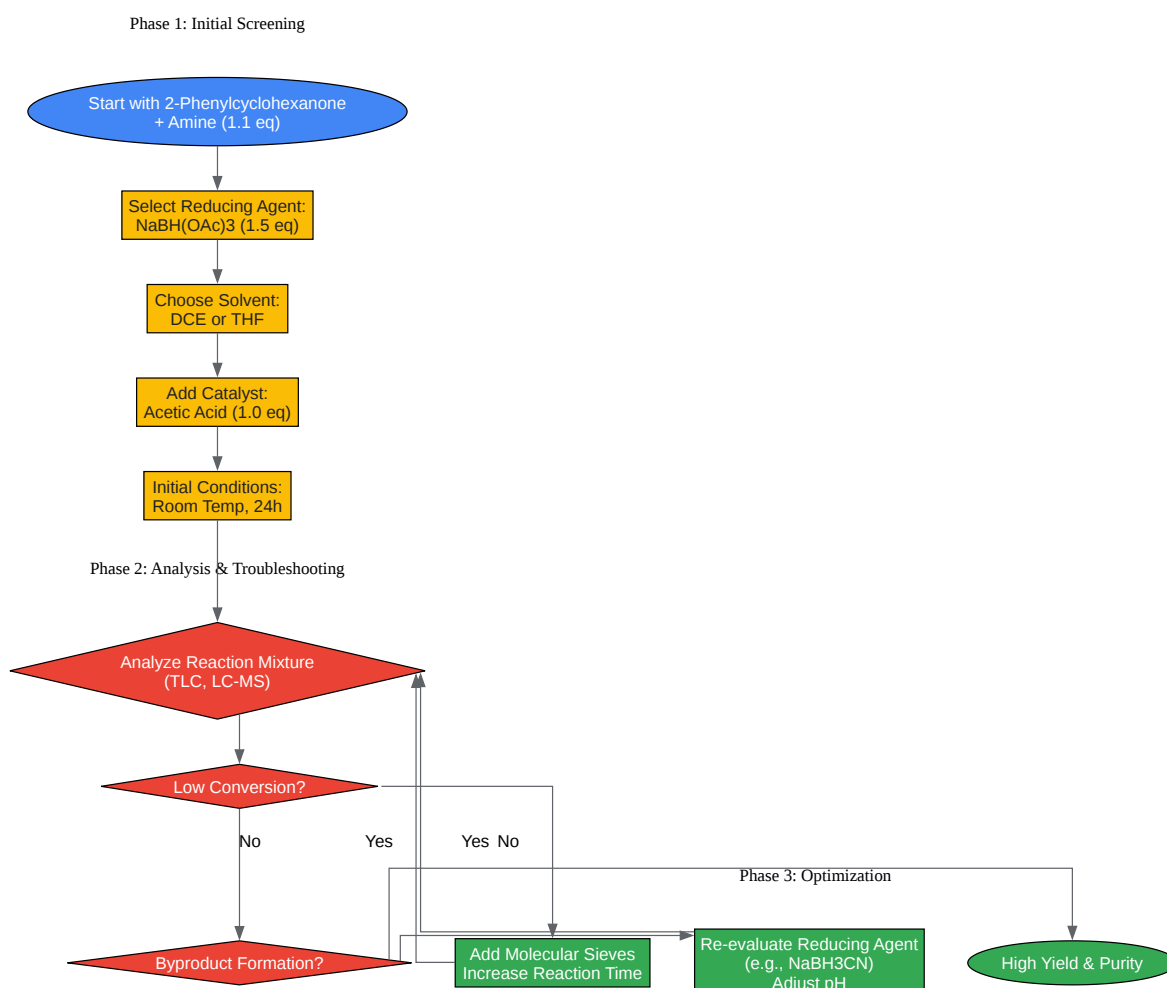 Phase 1: Initial Screening
Start with 2-Phenylcyclohexanone
+ Amine (1.1 eq)
Select Reducing Agent:
NaBH(OAc)3 (1.5 eq)
Choose Solvent:
DCE or THF
Add Catalyst:
Acetic Acid (1.0 eq)
Initial Conditions:
Room Temp, 24h
Phase 2: Analysis & Troubleshooting
Analyze Reaction Mixture
(TLC, LC-MS)
Low Conversion?
No
Yes
Yes
No
Phase 3: Optimization
Byproduct Formation?
Add Molecular Sieves
Increase Reaction Time
Re-evaluate Reducing Agent
(e.g., NaBH3CN)
Adjust pH
High Yield & Purity